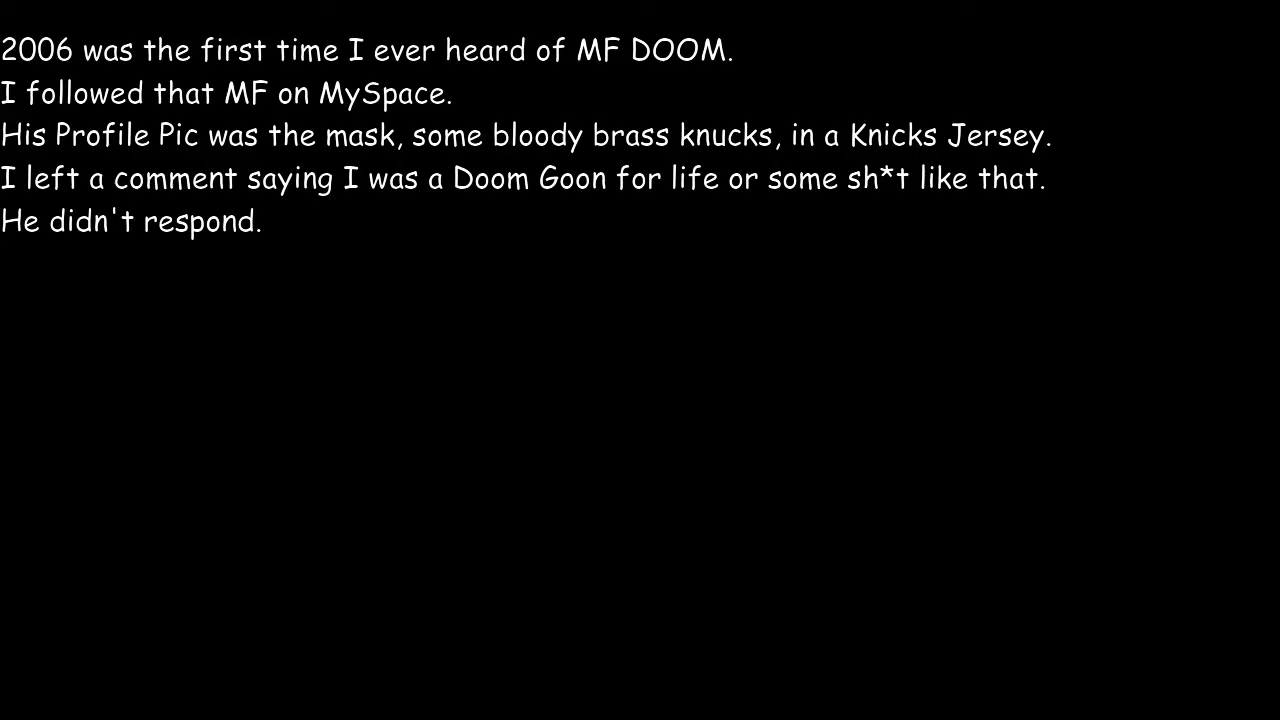 2006 was the first time I ever heard of MF DOOM.
I followed that MF on MySpace.
His Profile Pic was the mask, some bloody brass knucks, in a Knicks Jersey.
I left a comment saying I was a Doom Goon for life or some sh*t like that.
He didn't respond.